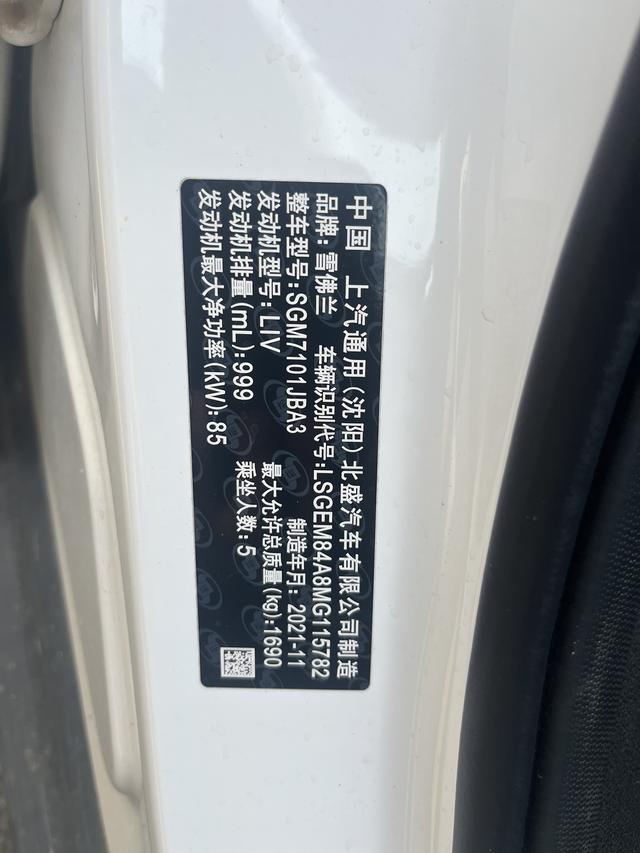 中国 上汽通用(沈阳)北盛汽车有限公司制造
品牌:雪佛兰 车辆识别代号:LSGEM84A8MG115782
整车型号:SGM7101JBA3 制造年月:2021-11
发动机型号:LIV 最大允许总质量(kg):1690
发动机排量(mL):999 乘坐人数:5
发动机最大净功率(kW):85